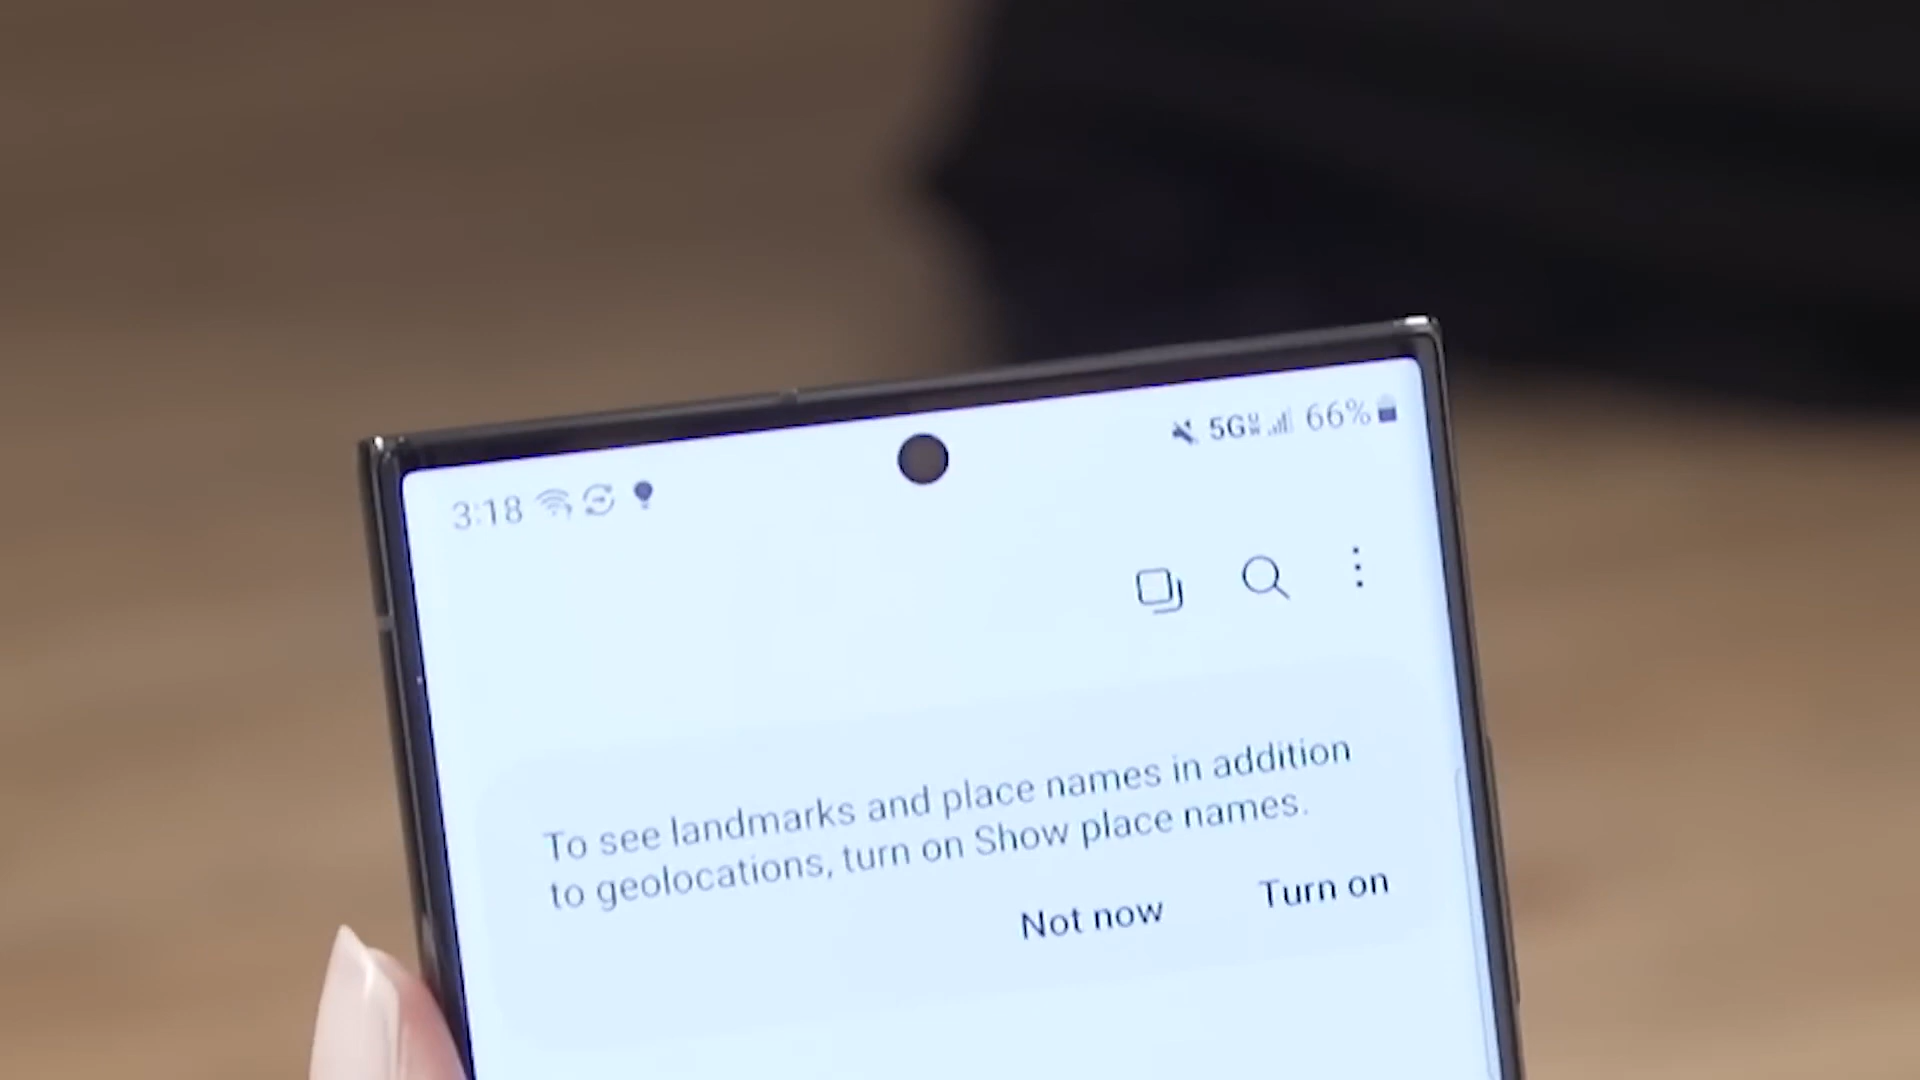 3:18
5G 66%
To see landmarks and place names in addition
to geolocations, turn on Show place names.
Not now
Turn on